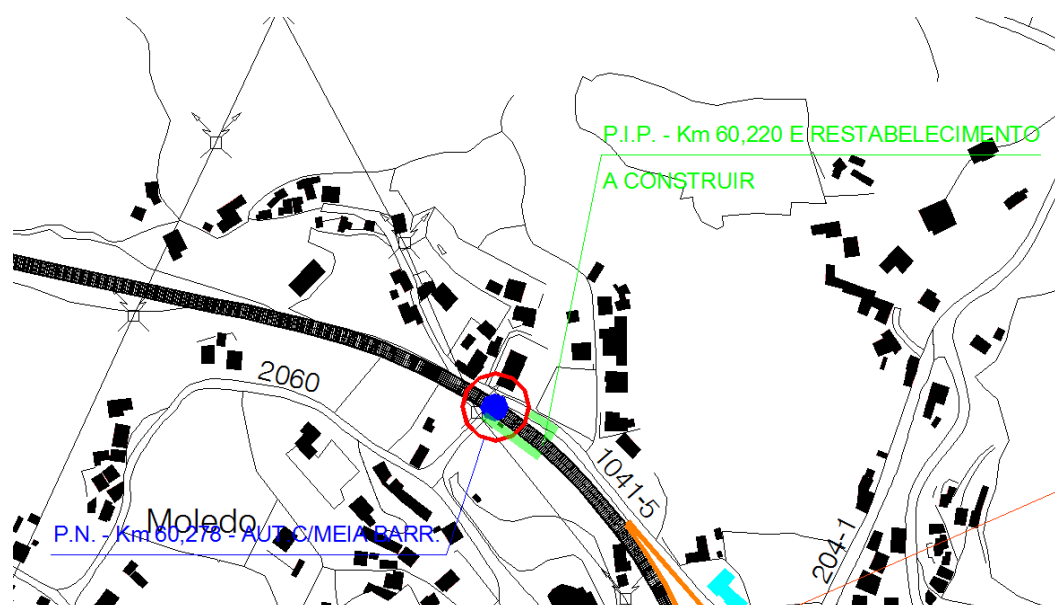 P.I.P. - Km 60,220 E RESTABELECIMENTO
A CONSTRUIR
2060
1041-5
Moledo
P.N. - Km 60,278 - AUT.C/MEIA BARR.
204-1